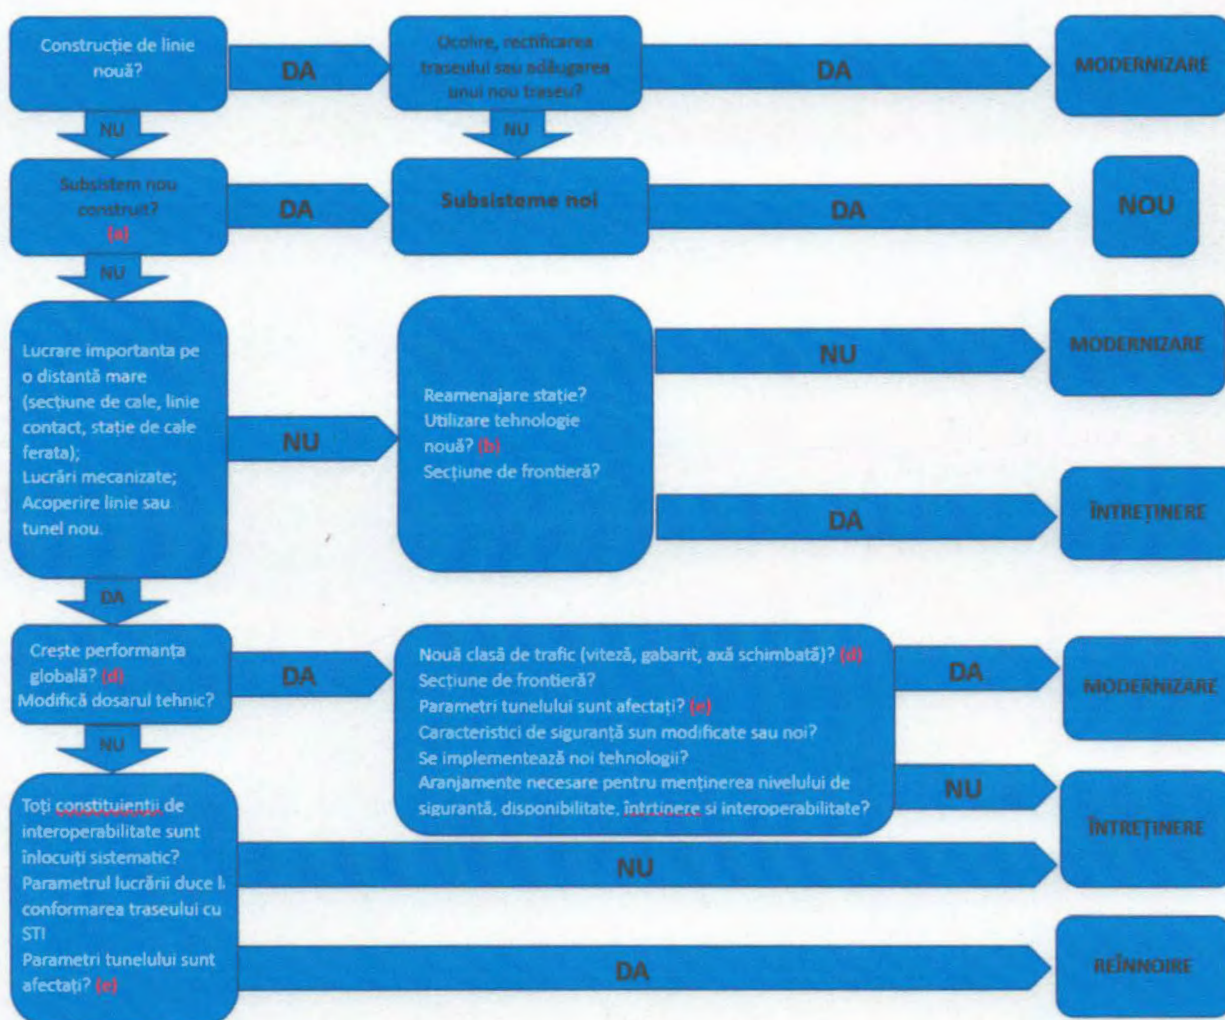 Construcție de linie
nouă?
DA
Ocolire, rectificarea
traseului sau adăugarea
unui nou traseu?
DA
MODERNIZARE
NU
NU
Subsistem nou
construit?
(a)
DA
Subsisteme noi
DA
NOU
NU
Lucrare importanta pe
o distantă mare
(secțiune de cale, linie
contact, stație de cale
ferata);
Lucrări mecanizate;
Acoperire linie sau
tunel nou.
NU
Reamenajare stație?
Utilizare tehnologie
nouă? (b)
Secțiune de frontieră?
NU
MODERNIZARE
DA
ÎNTREȚINERE
DA
Crește performanța
globală? (d)
Modifică dosarul tehnic?
DA
Nouă clasă de trafic (viteză, gabarit, axă schimbată)? (d)
Secțiune de frontieră?
Parametri tunelului sunt afectați? (e)
Caracteristici de siguranță sun modificate sau noi?
Se implementează noi tehnologii?
Aranjamente necesare pentru menținerea nivelului de
sigurantă, disponibilitate, întrtinere si interoperabilitate?
DA
MODERNIZARE
NU
ÎNTREȚINERE
NU
Toți constituienții de
interoperabilitate sunt
înlocuiți sistematic?
Parametrul lucrării duce l
conformarea traseului cu
STI
Parametri tunelului sunt
afectați? (e)
NU
DA
REÎNNOIRE